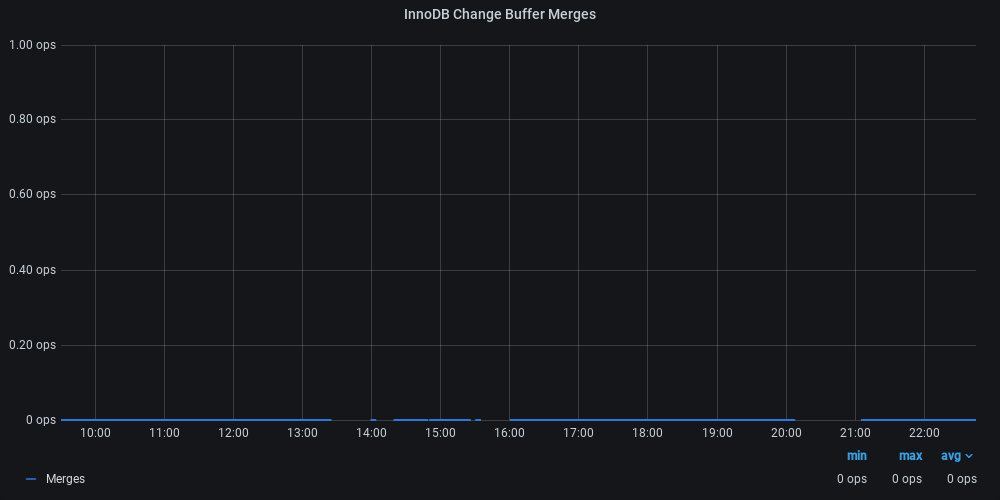 InnoDB Change Buffer Merges
1.00 ops
0.80 ops
0.60 ops
0.40 ops
0.20 ops
0 ops
10:00 11:00 12:00 13:00 14:00 15:00 16:00 17:00 18:00 19:00 20:00 21:00 22:00
min max avg
Merges 0 ops 0 ops 0 ops